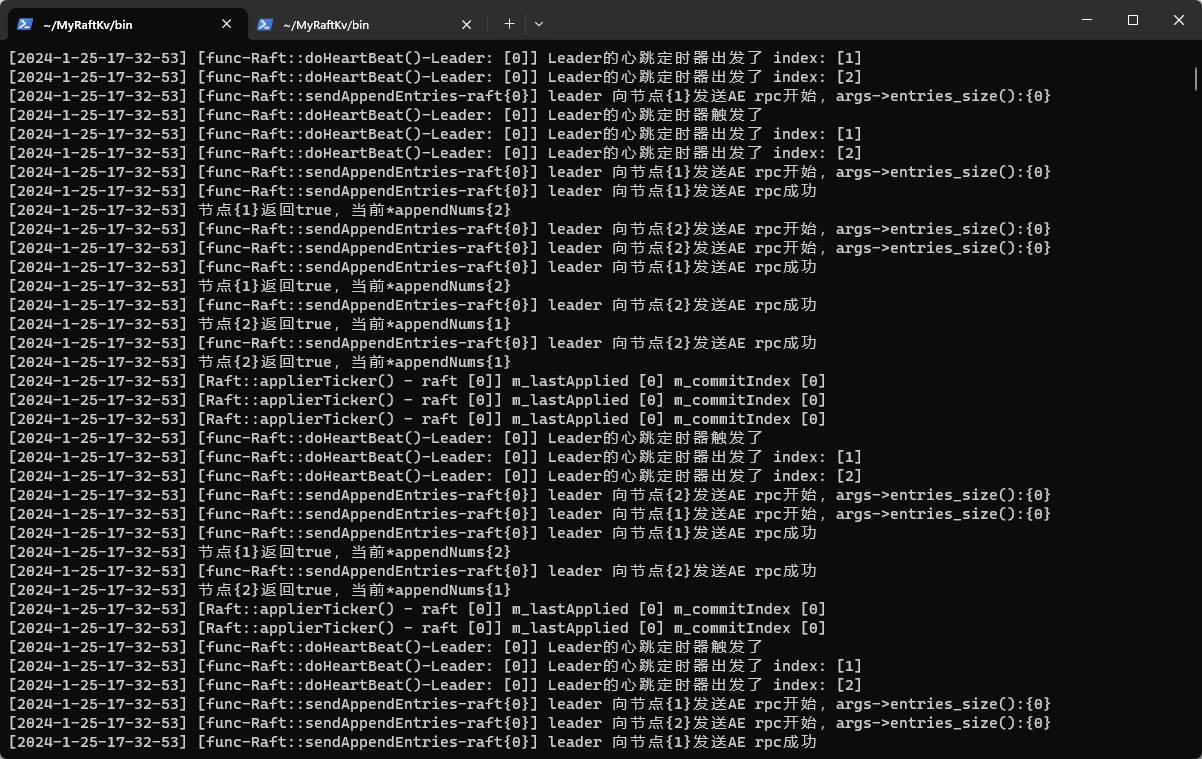 ~/MyRaftKv/bin
~/MyRaftKv/bin
[2024-1-25-17-32-53] [func-Raft::doHeartBeat()-Leader: [0]] Leader的心跳定时器出发了 index: [1]
[2024-1-25-17-32-53] [func-Raft::doHeartBeat()-Leader: [0]] Leader的心跳定时器出发了 index: [2]
[2024-1-25-17-32-53] [func-Raft::sendAppendEntries-raft{0}] leader 向节点{1}发送AE rpc开始，args->entries_size():{0}
[2024-1-25-17-32-53] [func-Raft::doHeartBeat()-Leader: [0]] Leader的心跳定时器触发了
[2024-1-25-17-32-53] [func-Raft::doHeartBeat()-Leader: [0]] Leader的心跳定时器出发了 index: [1]
[2024-1-25-17-32-53] [func-Raft::doHeartBeat()-Leader: [0]] Leader的心跳定时器出发了 index: [2]
[2024-1-25-17-32-53] [func-Raft::sendAppendEntries-raft{0}] leader 向节点{1}发送AE rpc开始，args->entries_size():{0}
[2024-1-25-17-32-53] [func-Raft::sendAppendEntries-raft{0}] leader 向节点{1}发送AE rpc成功
[2024-1-25-17-32-53] 节点{1}返回true，当前*appendNums{2}
[2024-1-25-17-32-53] [func-Raft::sendAppendEntries-raft{0}] leader 向节点{2}发送AE rpc开始，args->entries_size():{0}
[2024-1-25-17-32-53] [func-Raft::sendAppendEntries-raft{0}] leader 向节点{2}发送AE rpc开始，args->entries_size():{0}
[2024-1-25-17-32-53] [func-Raft::sendAppendEntries-raft{0}] leader 向节点{1}发送AE rpc成功
[2024-1-25-17-32-53] 节点{1}返回true，当前*appendNums{2}
[2024-1-25-17-32-53] [func-Raft::sendAppendEntries-raft{0}] leader 向节点{2}发送AE rpc成功
[2024-1-25-17-32-53] 节点{2}返回true，当前*appendNums{1}
[2024-1-25-17-32-53] [func-Raft::sendAppendEntries-raft{0}] leader 向节点{2}发送AE rpc成功
[2024-1-25-17-32-53] 节点{2}返回true，当前*appendNums{1}
[2024-1-25-17-32-53] [Raft::applierTicker() - raft [0]] m_lastApplied [0] m_commitIndex [0]
[2024-1-25-17-32-53] [Raft::applierTicker() - raft [0]] m_lastApplied [0] m_commitIndex [0]
[2024-1-25-17-32-53] [Raft::applierTicker() - raft [0]] m_lastApplied [0] m_commitIndex [0]
[2024-1-25-17-32-53] [func-Raft::doHeartBeat()-Leader: [0]] Leader的心跳定时器触发了
[2024-1-25-17-32-53] [func-Raft::doHeartBeat()-Leader: [0]] Leader的心跳定时器出发了 index: [1]
[2024-1-25-17-32-53] [func-Raft::doHeartBeat()-Leader: [0]] Leader的心跳定时器出发了 index: [2]
[2024-1-25-17-32-53] [func-Raft::sendAppendEntries-raft{0}] leader 向节点{2}发送AE rpc开始，args->entries_size():{0}
[2024-1-25-17-32-53] [func-Raft::sendAppendEntries-raft{0}] leader 向节点{1}发送AE rpc开始，args->entries_size():{0}
[2024-1-25-17-32-53] [func-Raft::sendAppendEntries-raft{0}] leader 向节点{1}发送AE rpc成功
[2024-1-25-17-32-53] 节点{1}返回true，当前*appendNums{2}
[2024-1-25-17-32-53] [func-Raft::sendAppendEntries-raft{0}] leader 向节点{2}发送AE rpc成功
[2024-1-25-17-32-53] 节点{2}返回true，当前*appendNums{1}
[2024-1-25-17-32-53] [Raft::applierTicker() - raft [0]] m_lastApplied [0] m_commitIndex [0]
[2024-1-25-17-32-53] [Raft::applierTicker() - raft [0]] m_lastApplied [0] m_commitIndex [0]
[2024-1-25-17-32-53] [func-Raft::doHeartBeat()-Leader: [0]] Leader的心跳定时器触发了
[2024-1-25-17-32-53] [func-Raft::doHeartBeat()-Leader: [0]] Leader的心跳定时器出发了 index: [1]
[2024-1-25-17-32-53] [func-Raft::doHeartBeat()-Leader: [0]] Leader的心跳定时器出发了 index: [2]
[2024-1-25-17-32-53] [func-Raft::sendAppendEntries-raft{0}] leader 向节点{1}发送AE rpc开始，args->entries_size():{0}
[2024-1-25-17-32-53] [func-Raft::sendAppendEntries-raft{0}] leader 向节点{2}发送AE rpc开始，args->entries_size():{0}
[2024-1-25-17-32-53] [func-Raft::sendAppendEntries-raft{0}] leader 向节点{1}发送AE rpc成功